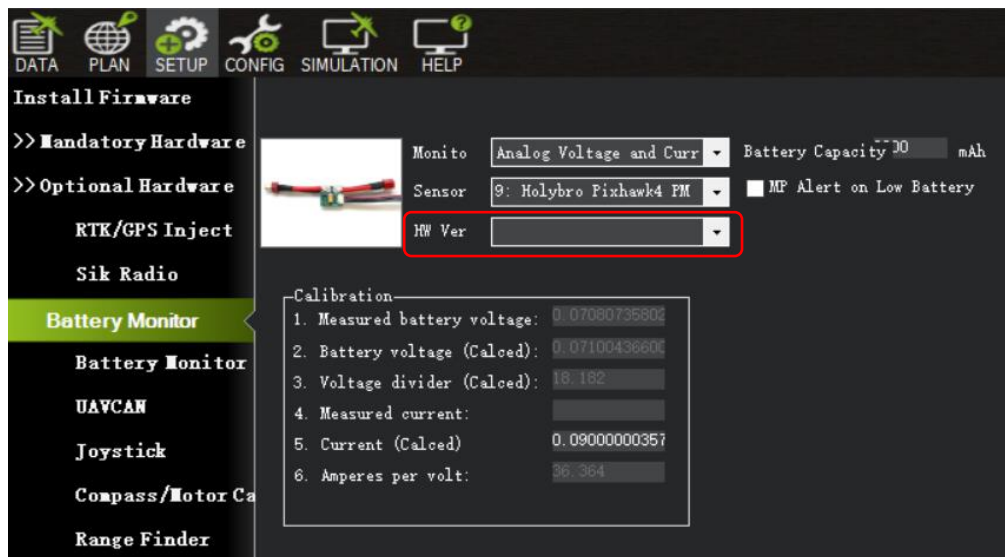 DATA PLAN SETUP CONFIG SIMULATION HELP
Install Firmware
>> Mandatory Hardware
>> Optional Hardware
RTK/GPS Inject
Sik Radio
Battery Monitor
Battery Monitor
UAVCAN
Joystick
Compass/Motor Ca
Range Finder
Monito Analog Voltage and Curr
Battery Capacity mAh
Sensor 9: Holybro Pixhawk4 PM
MP Alert on Low Battery
HW Ver
Calibration
1. Measured battery voltage: 0.07080735802
2. Battery voltage (Calced): 0.07100436600
3. Voltage divider (Calced): 18.182
4. Measured current:
5. Current (Calced) 0.09000000357
6. Amperes per volt: 36.364